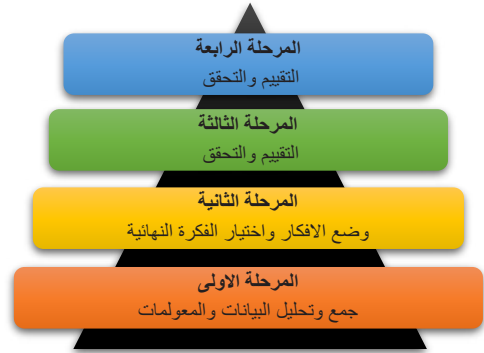 المرحلة الرابعة
التقييم والتحقق
المرحلة الثالثة
التقييم والتحقق
المرحلة الثانية
وضع الافكار واختيار الفكرة النهائية
المرحلة الاولى
جمع وتحليل البيانات والمعولمات